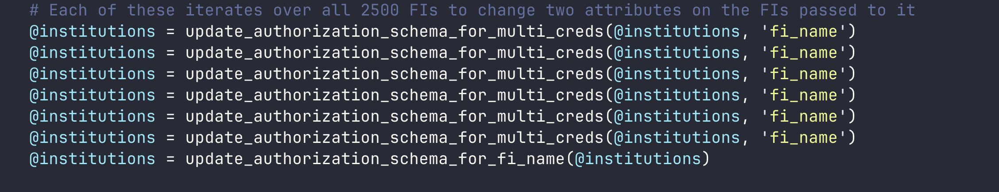 # Each of these iterates over all 2500 FIs to change two attributes on the FIs passed to it
@institutions = update_authorization_schema_for_multi_creds(@institutions, 'fi_name')
@institutions = update_authorization_schema_for_multi_creds(@institutions, 'fi_name')
@institutions = update_authorization_schema_for_multi_creds(@institutions, 'fi_name')
@institutions = update_authorization_schema_for_multi_creds(@institutions, 'fi_name')
@institutions = update_authorization_schema_for_multi_creds(@institutions, 'fi_name')
@institutions = update_authorization_schema_for_multi_creds(@institutions, 'fi_name')
@institutions = update_authorization_schema_for_fi_name(@institutions)